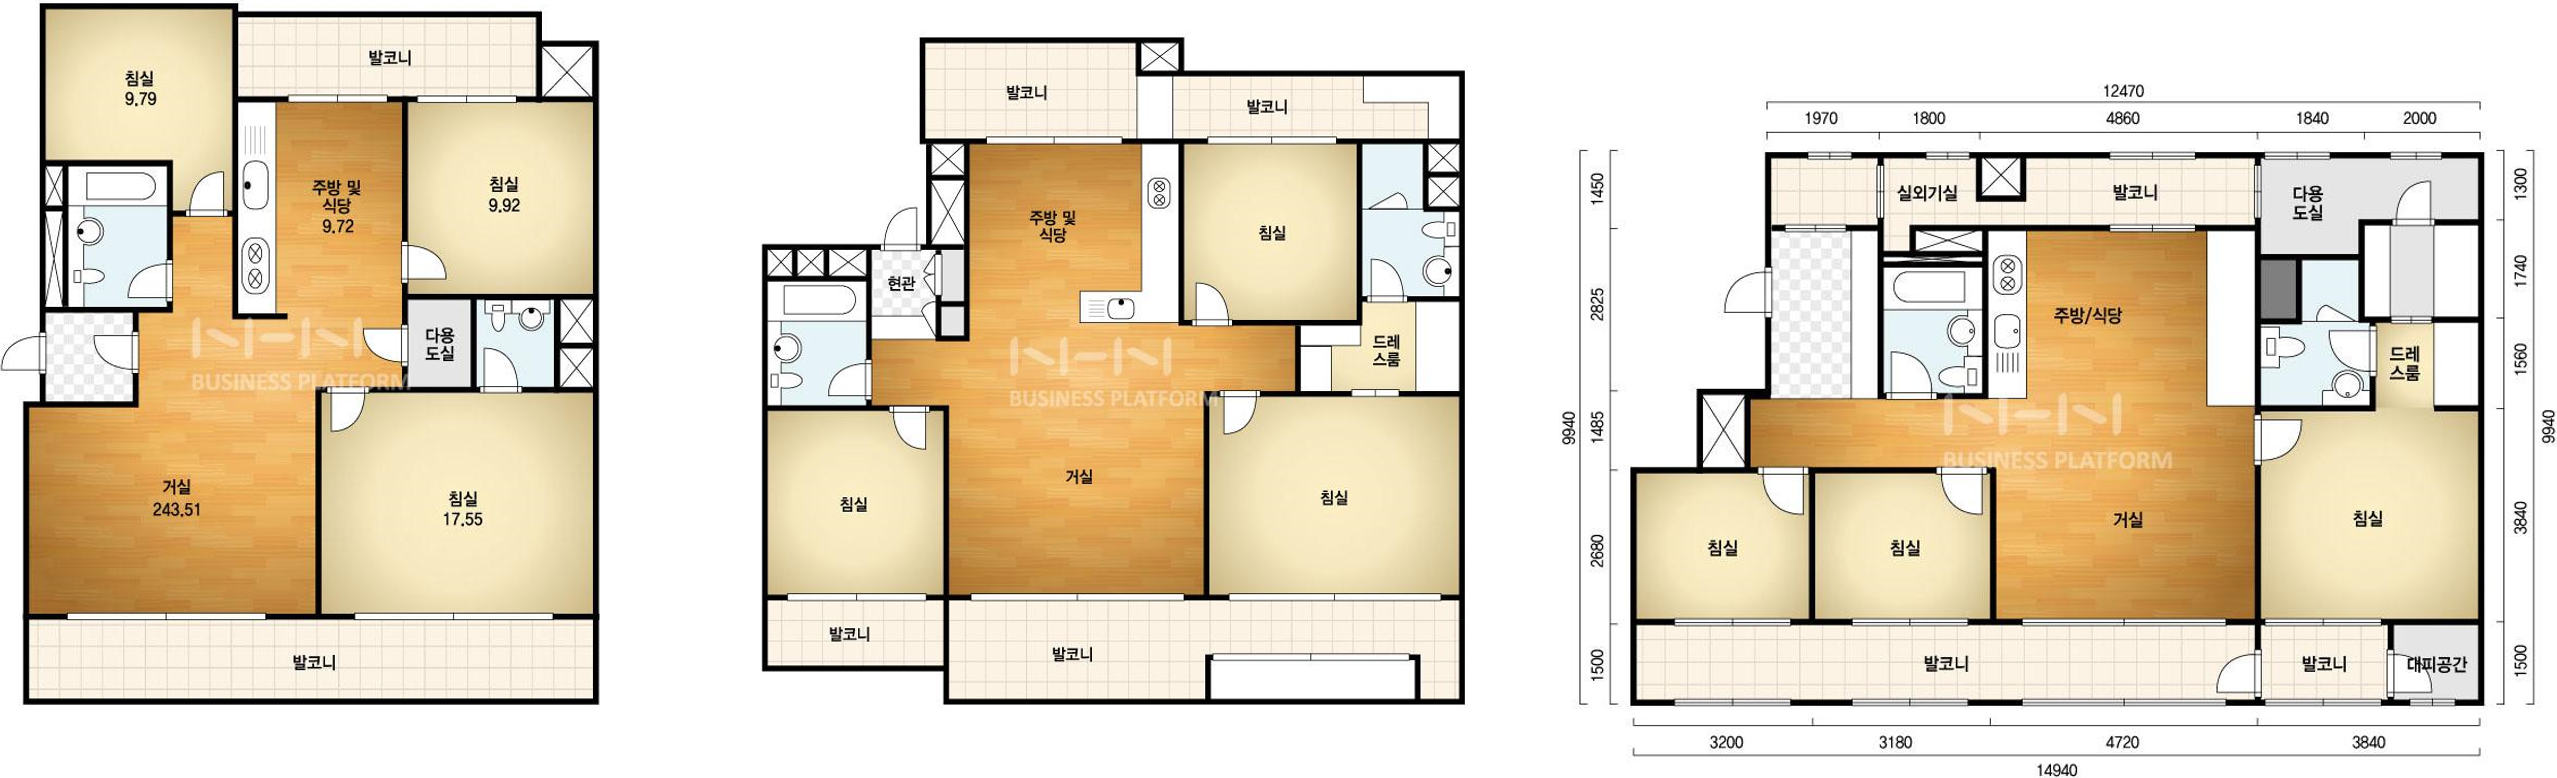 침실
9.79
발코니
주방 및
식당
9.72
침실
9.92
다용
도실
거실
243.51
침실
17.55
발코니
NHN
BUSINESS PLATFORM
발코니
발코니
주방 및
식당
침실
현관
드레
스룸
침실
거실
침실
발코니
발코니
NHN
BUSINESS PLATFORM
12470
1970
1800
4860
1840
2000
실외기실
발코니
다용
도실
주방/식당
드레
스룸
침실
침실
거실
침실
발코니
발코니
대피공간
NHN
BUSINESS PLATFORM
9940
1450
2825
1485
2680
1500
1300
1740
1560
3840
1500
9940
3200
3180
4720
3840
14940